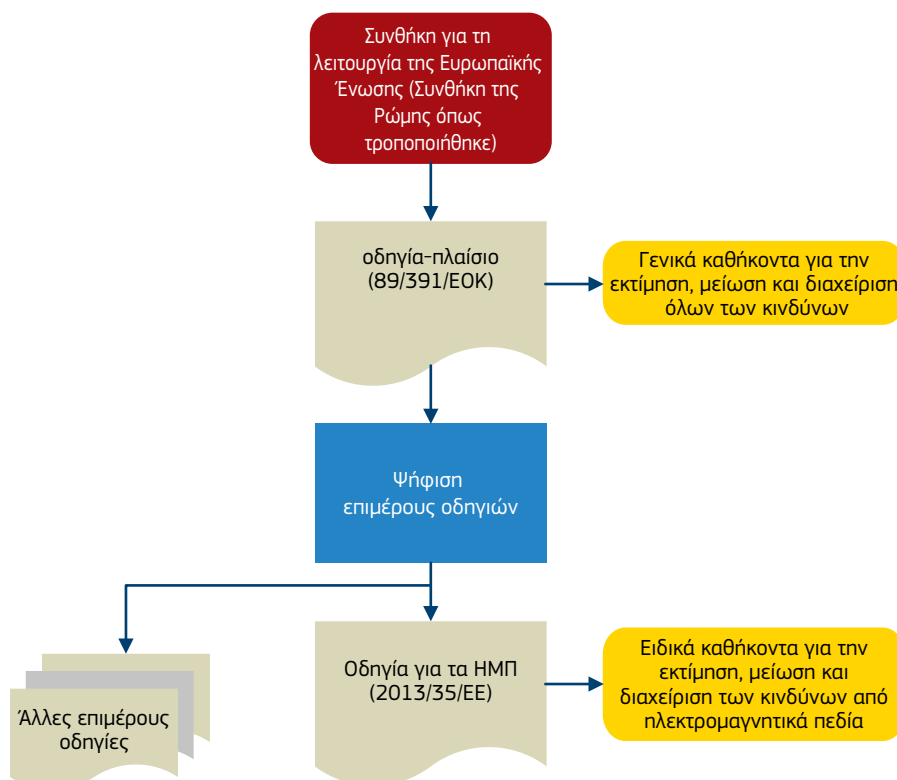 Συνθήκη για τη
λειτουργία της Ευρωπαϊκής
Ένωσης (Συνθήκη της
Ρώμης όπως
τροποποιήθηκε)
οδηγία-πλαίσιο
(89/391/ΕΟΚ)
Γενικά καθήκοντα για την
εκτίμηση, μείωση και διαχείριση
όλων των κινδύνων
Ψήφιση
επιμέρους οδηγιών
Άλλες επιμέρους
οδηγίες
Οδηγία για τα ΗΜΠ
(2013/35/ΕΕ)
Ειδικά καθήκοντα για την
εκτίμηση, μείωση και
διαχείριση των κινδύνων από
ηλεκτρομαγνητικά πεδία